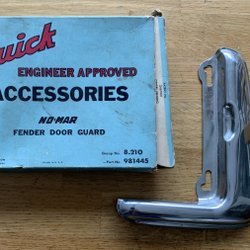 uick
ENGINEER APPROVED
ACCESSORIES
NO-MAR
FENDER DOOR GUARD
Group No. 8.210
Part No. 981445